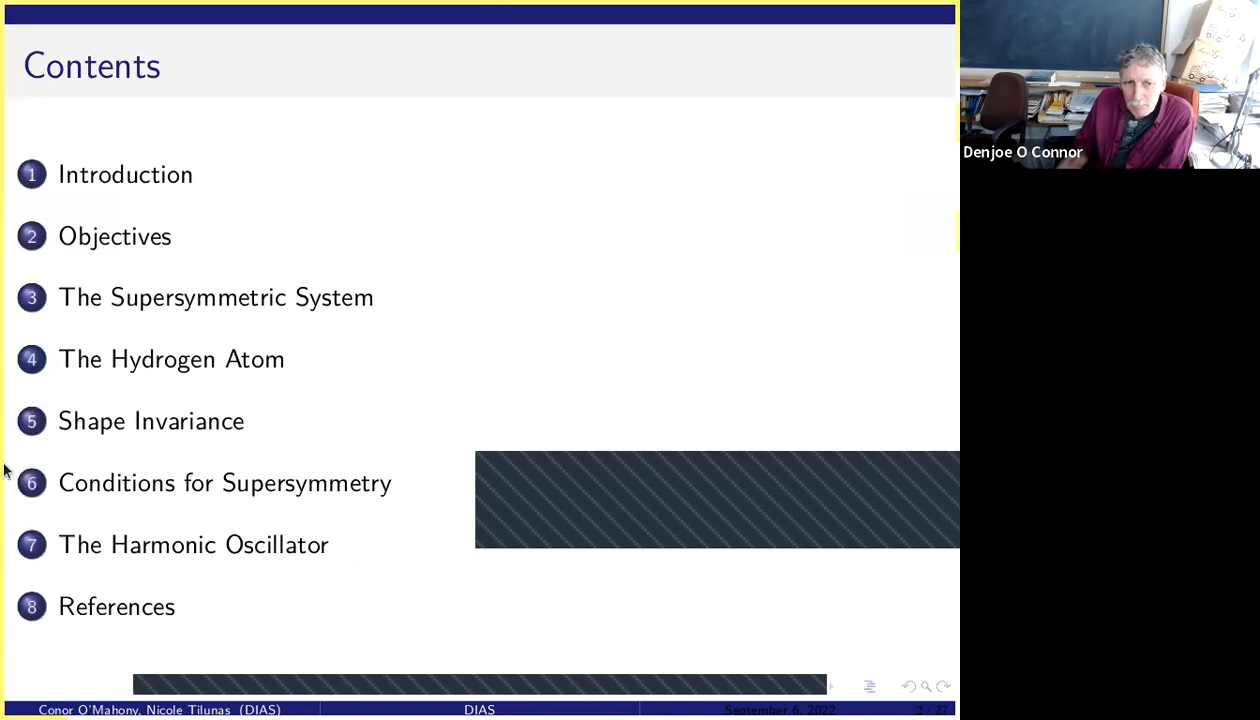 Contents
1 Introduction
2 Objectives
3 The Supersymmetric System
4 The Hydrogen Atom
5 Shape Invariance
6 Conditions for Supersymmetry
7 The Harmonic Oscillator
8 References
Conor O'Mahony, Nicole Tilunas (DIAS) DIAS September 6, 2022 2 / 27
Denjoe O Connor